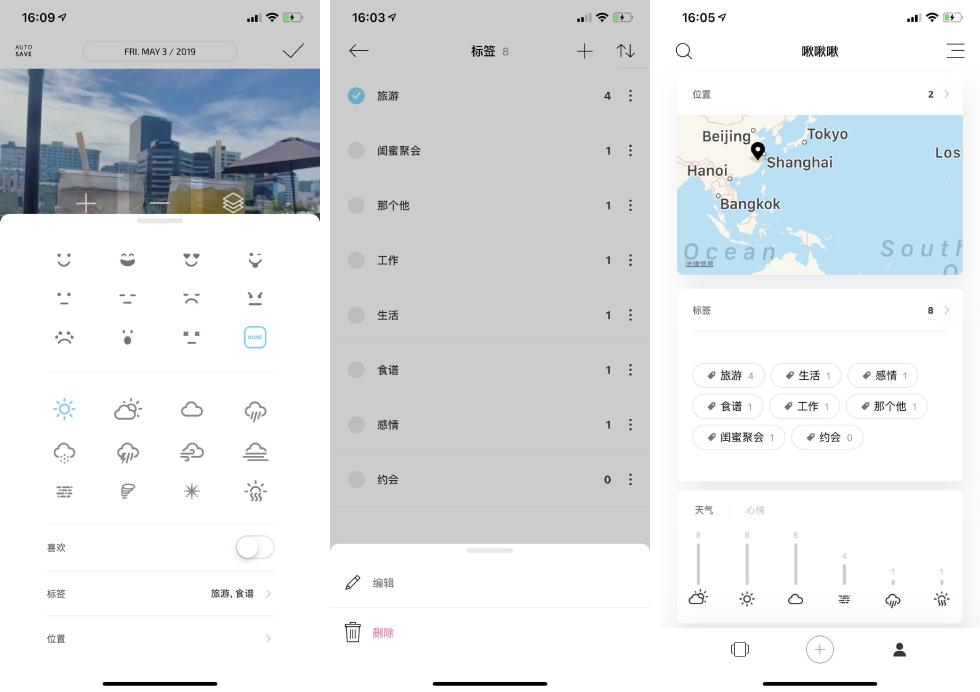 16:09
AUTO
SAVE
FRI. MAY 3 / 2019
NONE
喜欢
标签
旅游, 食谱
位置
16:03
标签 8
旅游 4
闺蜜聚会 1
那个他 1
工作 1
生活 1
食谱 1
感情 1
约会 0
编辑
删除
16:05
啾啾啾
位置 2
Beijing
Tokyo
Los
Shanghai
Hanoi
Bangkok
Ocean
South
O
法律信息
标签 8
旅游 4
生活 1
感情 1
食谱 1
工作 1
那个他 1
闺蜜聚会 1
约会 0
天气
心情
8
8
8
4
1
1